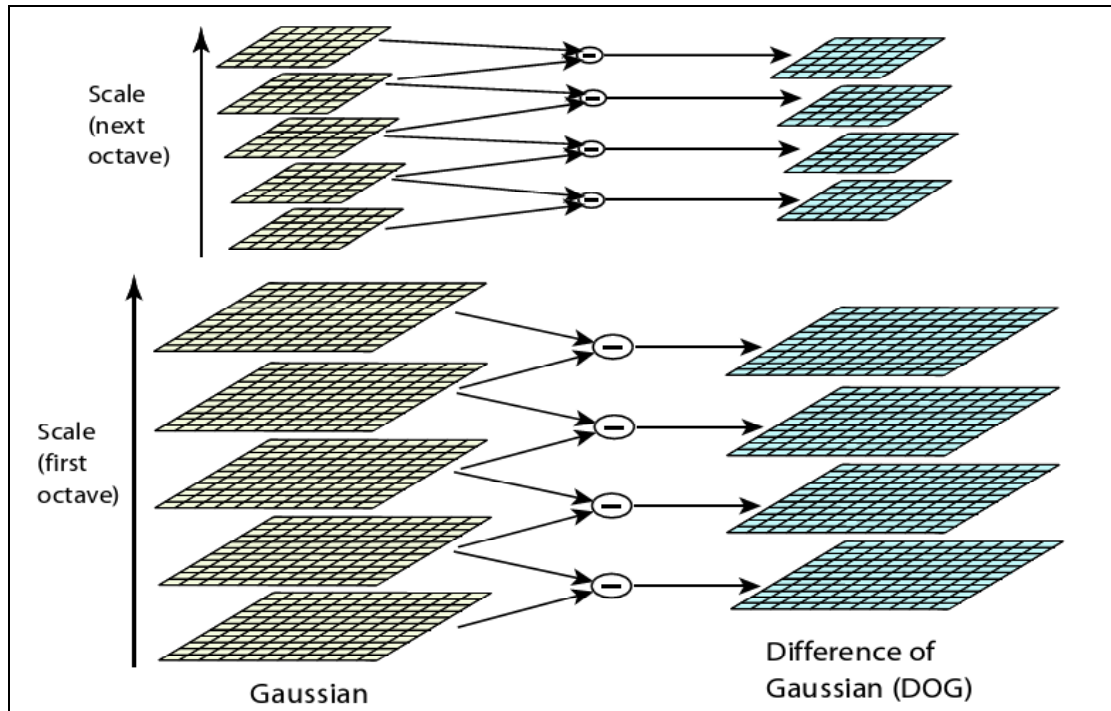 Scale
(next
octave)
Scale
(first
octave)
Gaussian
Difference of
Gaussian (DOG)